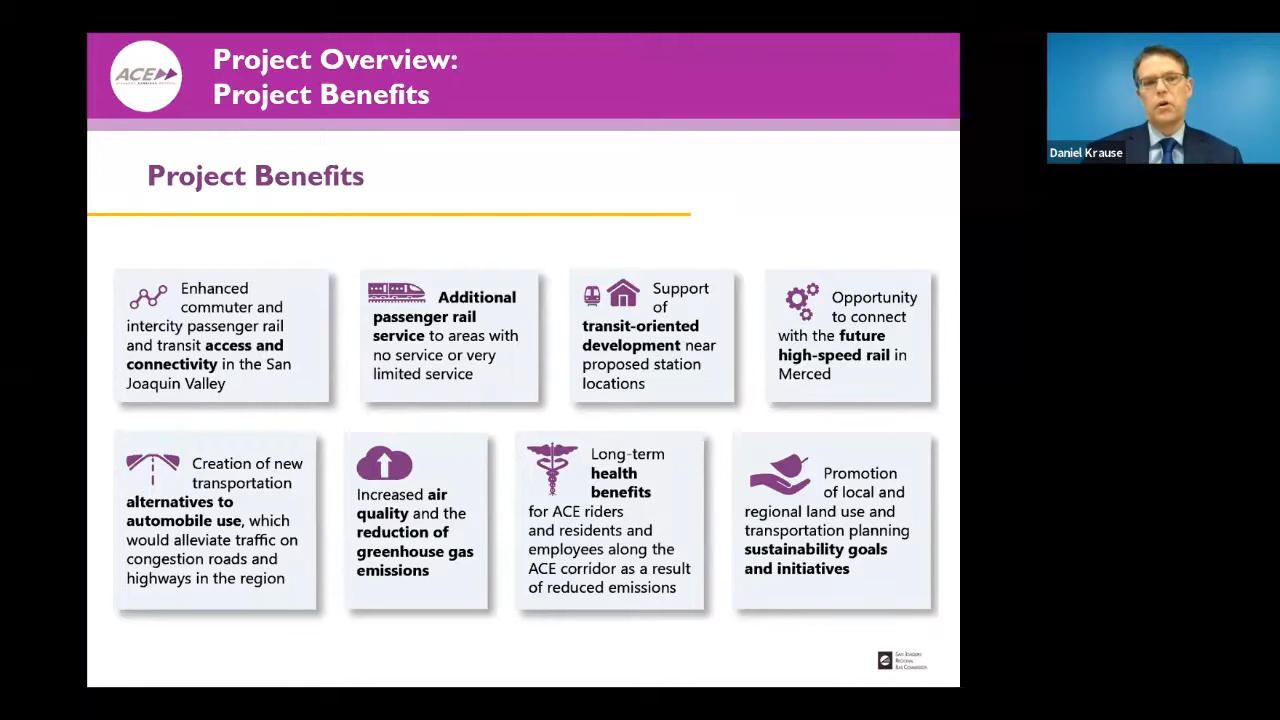 ACE
Project Overview:
Project Benefits
Daniel Krause
Project Benefits
Enhanced
commuter and
intercity passenger rail
and transit access and
connectivity in the San
Joaquin Valley
Additional
passenger rail
service to areas with
no service or very
limited service
Support
of
transit-oriented
development near
proposed station
locations
Opportunity
to connect
with the future
high-speed rail in
Merced
Creation of new
transportation
alternatives to
automobile use, which
would alleviate traffic on
congestion roads and
highways in the region
Increased air
quality and the
reduction of
greenhouse gas
emissions
Long-term
health
benefits
for ACE riders
and residents and
employees along the
ACE corridor as a result
of reduced emissions
Promotion
of local and
regional land use and
transportation planning
sustainability goals
and initiatives
San Joaquin
Regional
Rail Commission